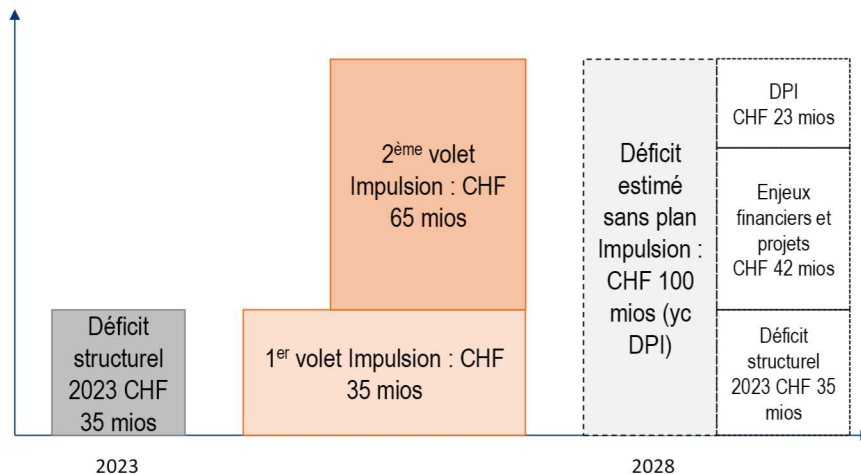 Déficit
structurel
2023 CHF
35 mios
2ème volet
Impulsion : CHF
65 mios
1er volet Impulsion : CHF
35 mios
Déficit
estimé
sans plan
Impulsion :
CHF 100
mios (yc
DPI)
DPI
CHF 23 mios
Enjeux
financiers et
projets
CHF 42 mios
Déficit
structurel
2023 CHF 35
mios
2023
2028